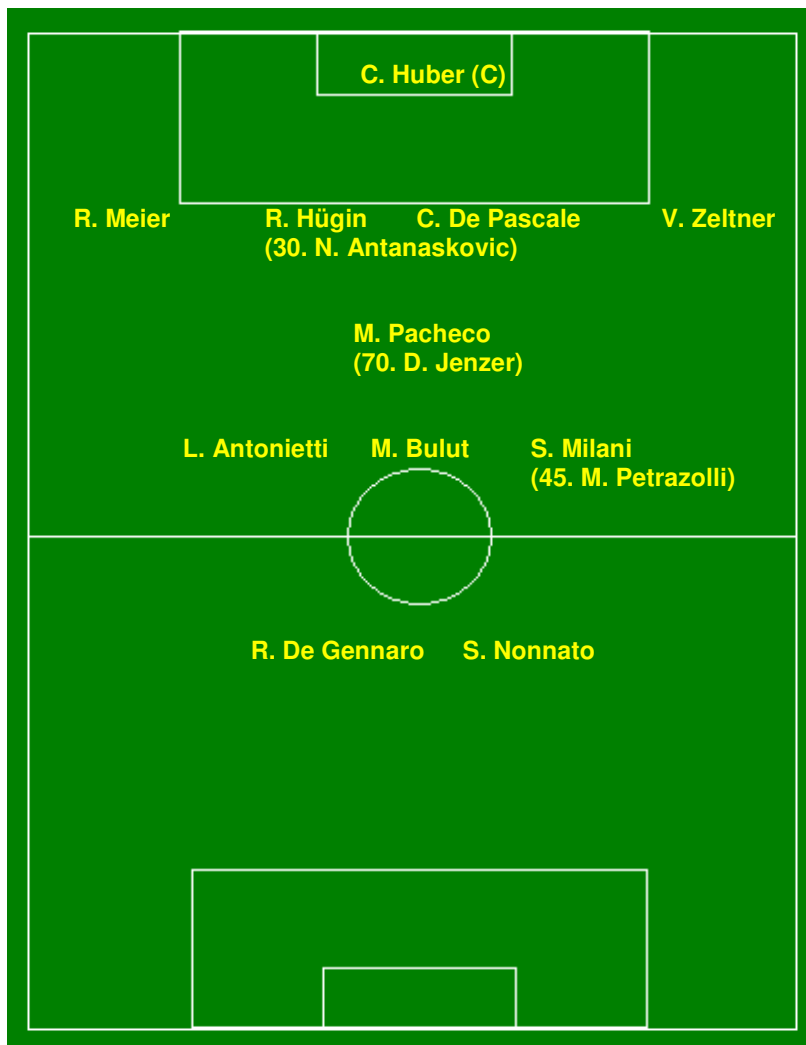 C. Huber (C)
R. Meier R. Hügin C. De Pascale V. Zeltner
(30. N. Antanaskovic)
M. Pacheco
(70. D. Jenzer)
L. Antonietti M. Bulut S. Milani
(45. M. Petrazolli)
R. De Gennaro S. Nonnato